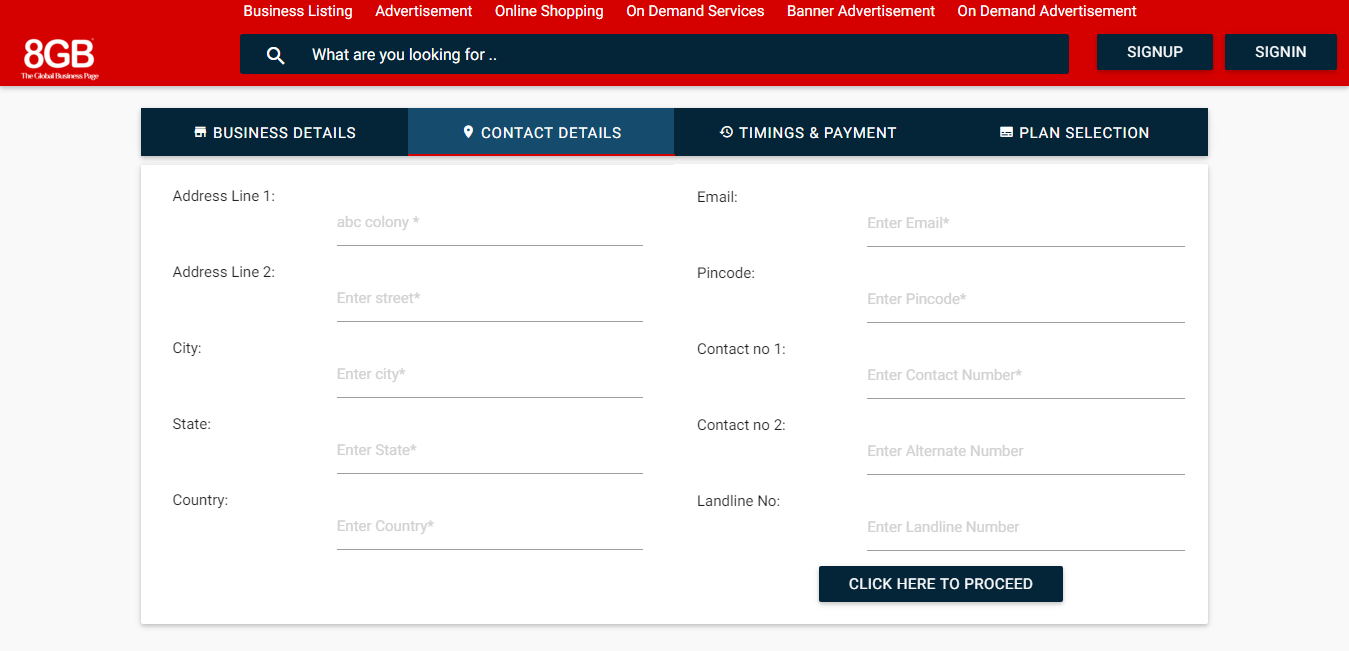 Business Listing Advertisement Online Shopping On Demand Services Banner Advertisement On Demand Advertisement
8GB
The Global Business Page
What are you looking for ..
SIGNUP
SIGNIN
BUSINESS DETAILS
CONTACT DETAILS
TIMINGS & PAYMENT
PLAN SELECTION
Address Line 1:
abc colony *
Address Line 2:
Enter street*
City:
Enter city*
State:
Enter State*
Country:
Enter Country*
Email:
Enter Email*
Pincode:
Enter Pincode*
Contact no 1:
Enter Contact Number*
Contact no 2:
Enter Alternate Number
Landline No:
Enter Landline Number
CLICK HERE TO PROCEED